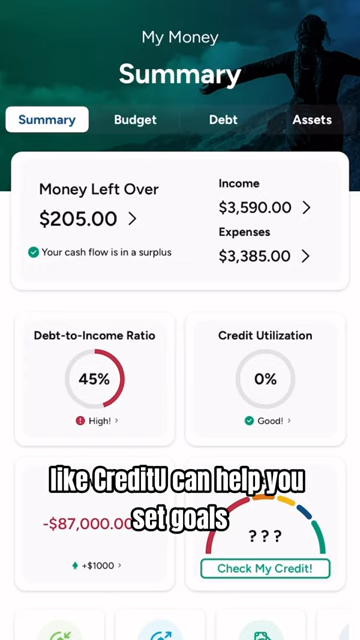 My Money
Summary
Summary Budget Debt Assets
Money Left Over
$205.00
Your cash flow is in a surplus
Income
$3,590.00
Expenses
$3,385.00
Debt-to-Income Ratio
45%
High!
Credit Utilization
0%
Good!
like CreditU can help you
set goals
-$87,000.00
+$1000
???
Check My Credit!